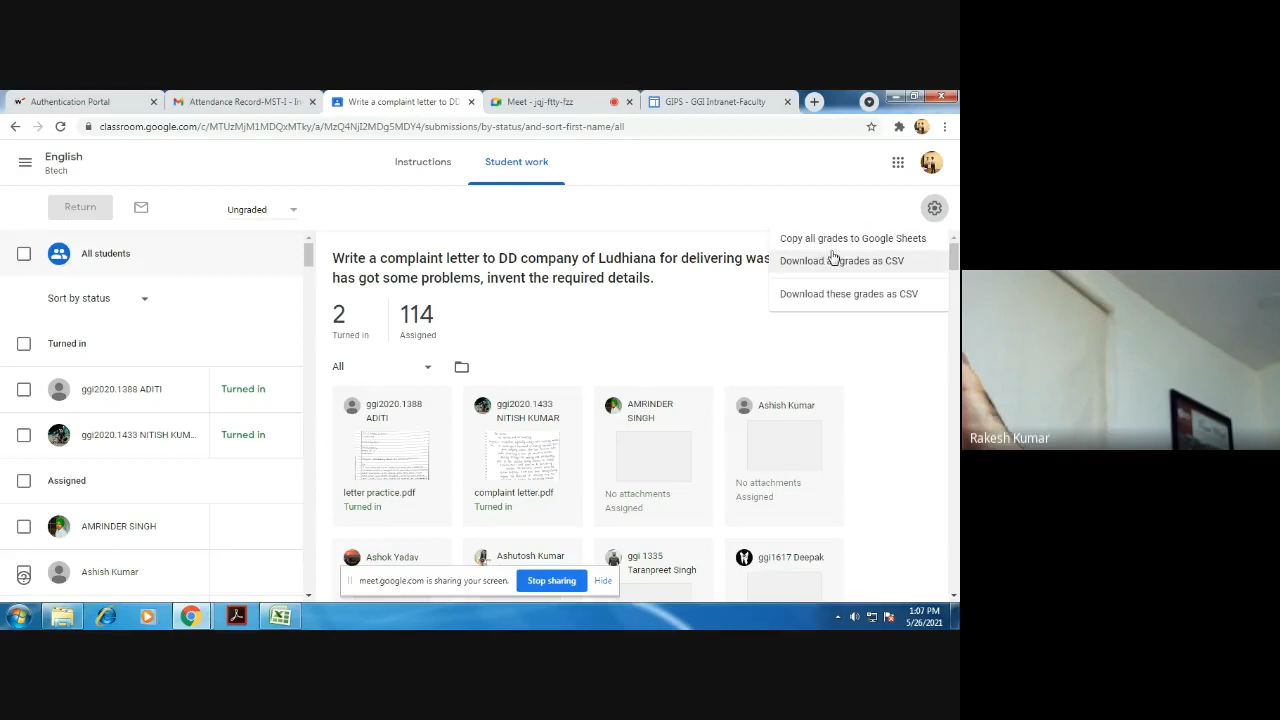 Authentication Portal
Attendance Record-MST-I - In
Write a complaint letter to DD
Meet - jqj-ftty-fzz
GIPS - GGI Intranet-Faculty
classroom.google.com/c/MTUzMjM1MDQxMTky/a/MzQ4NjI2MDg5MDY4/submissions/by-status/and-sort-first-name/all
English
Btech
Instructions
Student work
Return
Ungraded
Copy all grades to Google Sheets
Download grades as CSV
Download these grades as CSV
All students
Sort by status
Turned in
ggi2020.1388 ADITI
Turned in
ggi2020.1433 NITISH KUM...
Turned in
Assigned
AMRINDER SINGH
Ashish Kumar
Write a complaint letter to DD company of Ludhiana for delivering was
has got some problems, invent the required details.
2
Turned in
114
Assigned
All
ggi2020.1388
ADITI
letter practice.pdf
Turned in
ggi2020.1433
NITISH KUMAR
complaint letter.pdf
Turned in
AMRINDER
SINGH
No attachments
Assigned
Ashish Kumar
No attachments
Assigned
Ashok Yadav
Ashutosh Kumar
ggi 1335
Taranpreet Singh
ggi1617 Deepak
meet.google.com is sharing your screen.
Stop sharing
Hide
1:07 PM
5/26/2021
Rakesh Kumar